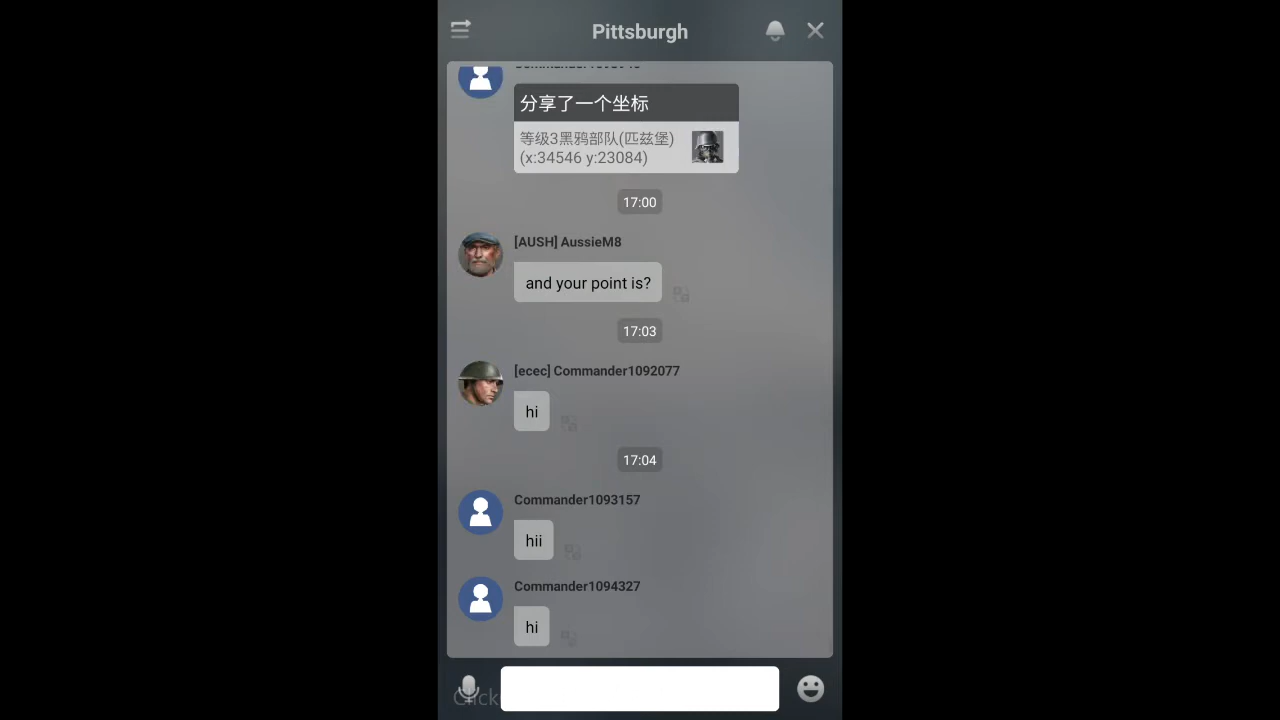 Pittsburgh
分享了一个坐标
等级3黑鸦部队(匹兹堡)
(x:34546 y:23084)
17:00
[AUSH] AussieM8
and your point is?
17:03
[ecec] Commander1092077
hi
17:04
Commander1093157
hii
Commander1094327
hi
Click